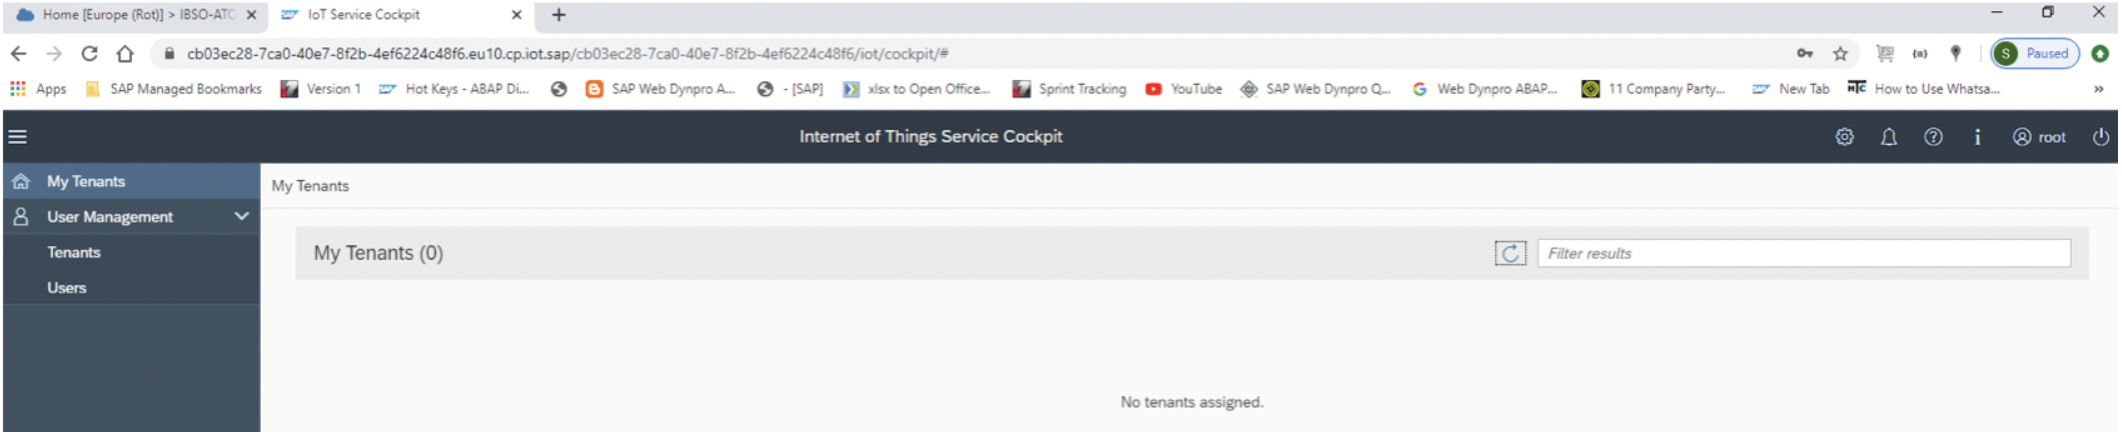 Home [Europe (Rot)] > IBSO-ATC
IoT Service Cockpit
cb03ec28-7ca0-40e7-8f2b-4ef6224c48f6.eu10.cp.iot.sap/cb03ec28-7ca0-40e7-8f2b-4ef6224c48f6/iot/cockpit/#
S Paused
Apps SAP Managed Bookmarks Version 1 Hot Keys - ABAP Di... SAP Web Dynpro A... - [SAP] xlsx to Open Office... Sprint Tracking YouTube SAP Web Dynpro Q... Web Dynpro ABAP... 11 Company Party... New Tab How to Use Whatsa... »
Internet of Things Service Cockpit
root
My Tenants
User Management
Tenants
Users
My Tenants
My Tenants (0)
Filter results
No tenants assigned.